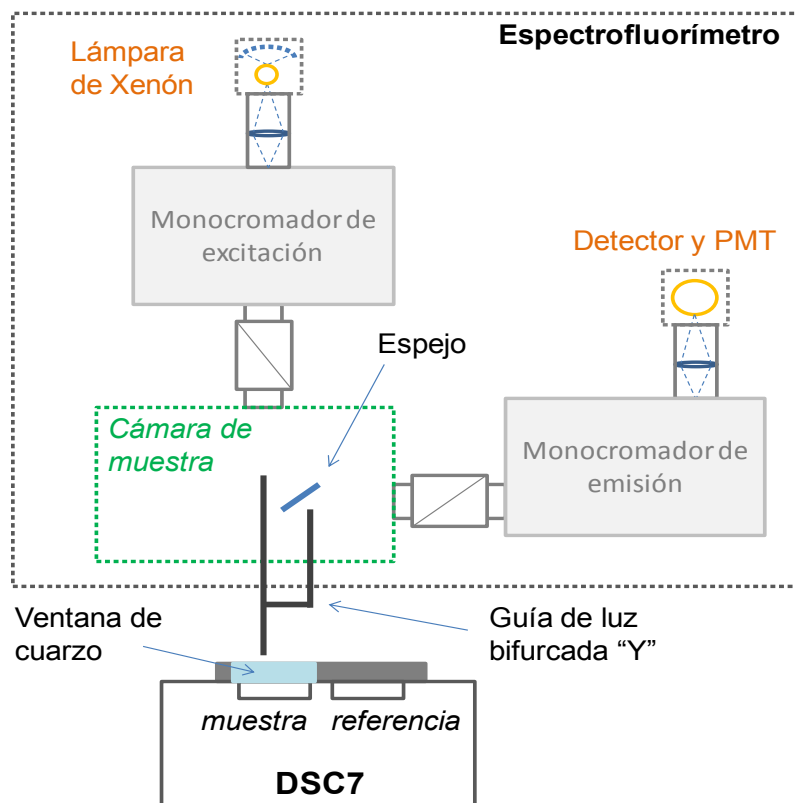 Espectrofluorímetro
Lámpara
de Xenón
Monocromador de
excitación
Detector y PMT
Espejo
Cámara de
muestra
Monocromador de
emisión
Ventana de
cuarzo
Guía de luz
bifurcada “Y”
muestra
referencia
DSC7